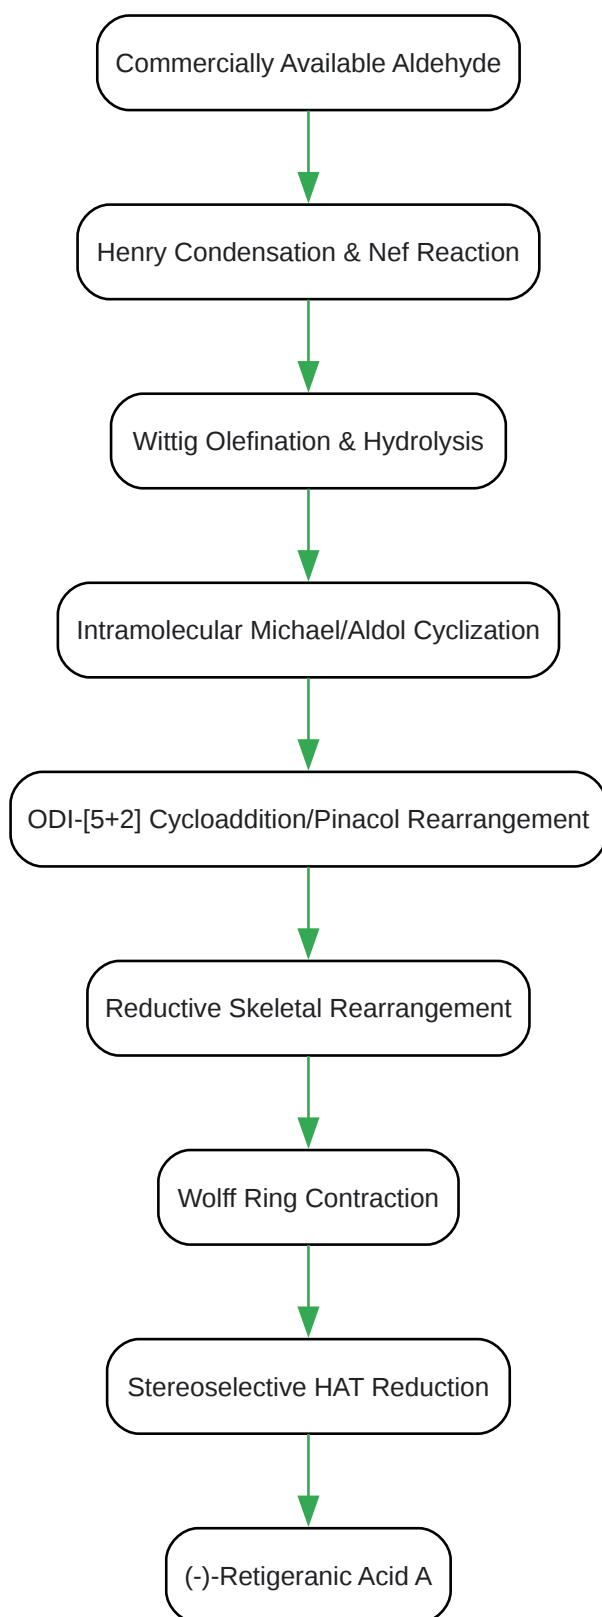 Commercially Available Aldehyde
Henry Condensation & Nef Reaction
Wittig Olefination & Hydrolysis
Intramolecular Michael/Aldol Cyclization
ODI-[5+2] Cycloaddition/Pinacol Rearrangement
Reductive Skeletal Rearrangement
Wolff Ring Contraction
Stereoselective HAT Reduction
(-)-Retigeranic Acid A